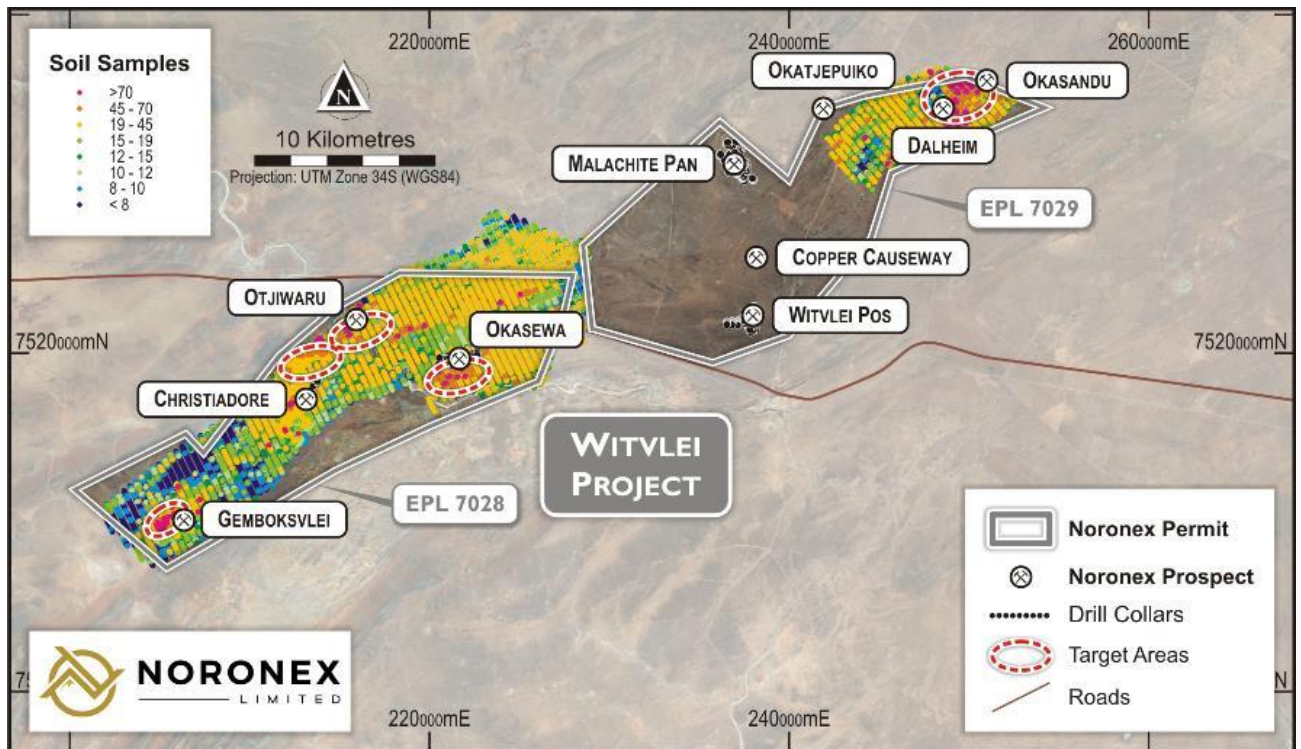 220000mE
240000mE
260000mE
Soil Samples
>70
45 - 70
19 - 45
15 - 19
12 - 15
10 - 12
8 - 10
< 8
N
10 Kilometres
Projection: UTM Zone 34S (WGS84)
OKATJEPUIKO
OKASANDU
DALHEIM
MALACHITE PAN
EPL 7029
COPPER CAUSEWAY
OTJIWARU
WITVLEI POS
OKASEWA
7520000mN
7520000mN
CHRISTIADORE
WITVLEI
PROJECT
EPL 7028
GEMBOKSVLEI
Noronex Permit
Noronex Prospect
Drill Collars
Target Areas
Roads
NORONEX
LIMITED
220000mE
240000mE